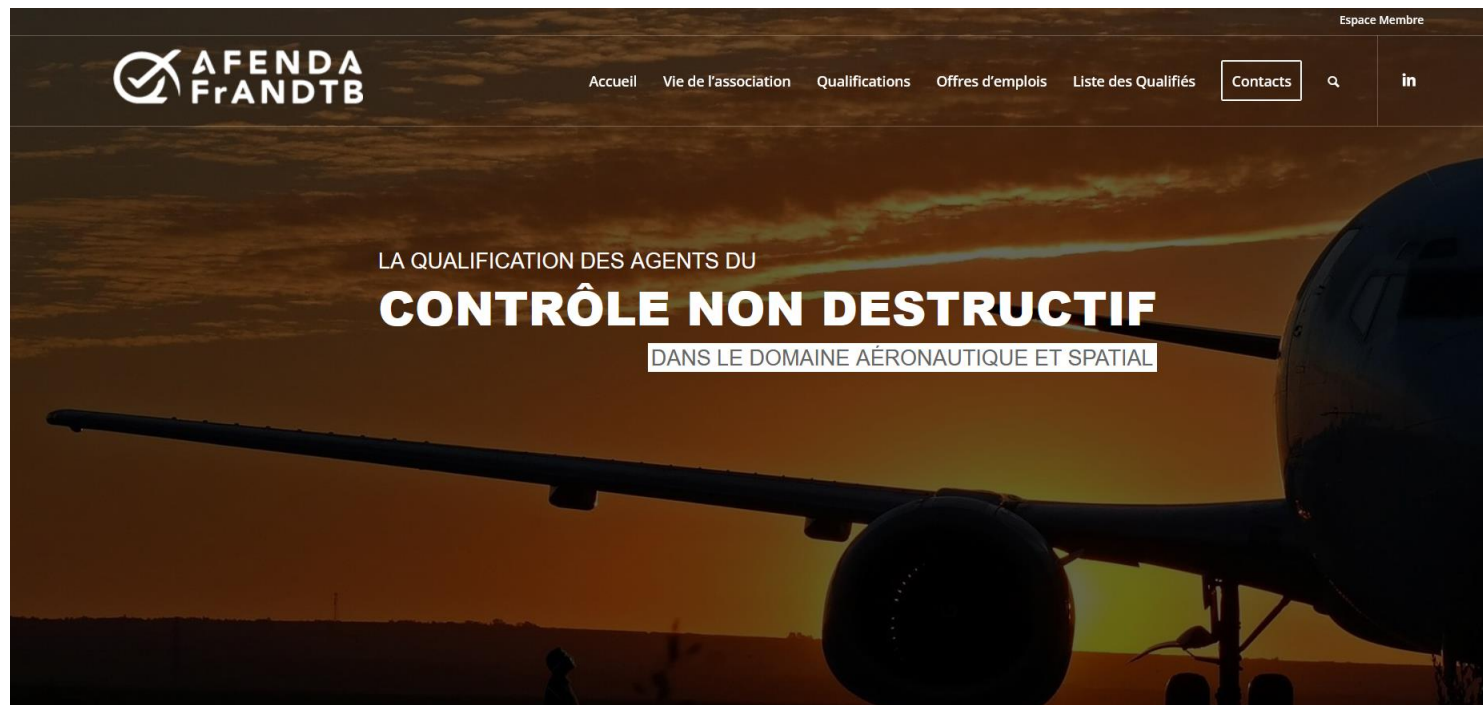 Espace Membre
AFENDA
FrANDTB
Accueil Vie de l'association Qualifications Offres d'emplois Liste des Qualifiés Contacts in
LA QUALIFICATION DES AGENTS DU
CONTRÔLE NON DESTRUCTIF
DANS LE DOMAINE AÉRONAUTIQUE ET SPATIAL